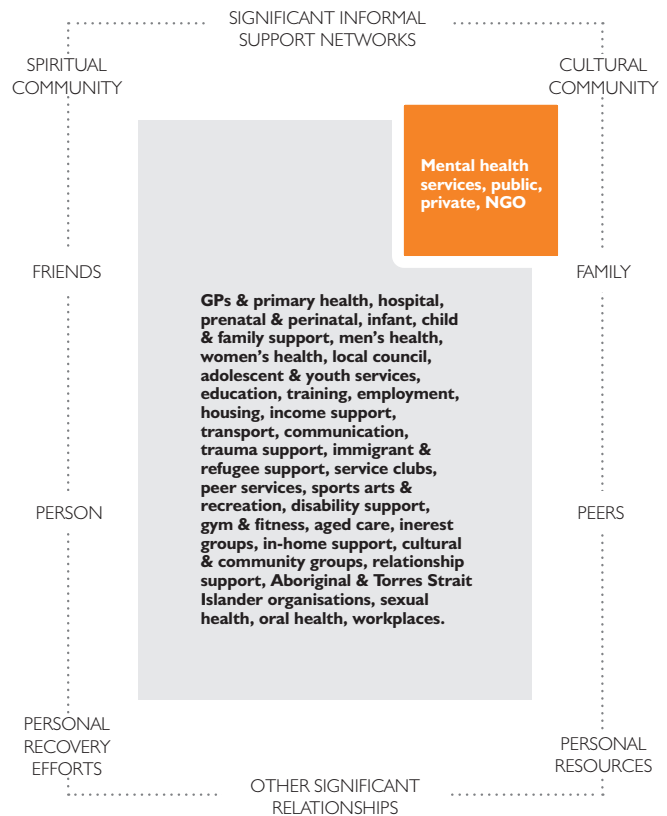 SIGNIFICANT INFORMAL
SUPPORT NETWORKS
SPIRITUAL
COMMUNITY
CULTURAL
COMMUNITY
Mental health
services, public,
private, NGO
FRIENDS
FAMILY
GPs & primary health, hospital,
prenatal & perinatal, infant, child
& family support, men’s health,
women’s health, local council,
adolescent & youth services,
education, training, employment,
housing, income support,
transport, communication,
trauma support, immigrant &
refugee support, service clubs,
peer services, sports arts &
recreation, disability support,
gym & fitness, aged care, inerest
groups, in-home support, cultural
& community groups, relationship
support, Aboriginal & Torres Strait
Islander organisations, sexual
health, oral health, workplaces.
PERSON
PEERS
PERSONAL
RECOVERY
EFFORTS
PERSONAL
RESOURCES
OTHER SIGNIFICANT
RELATIONSHIPS